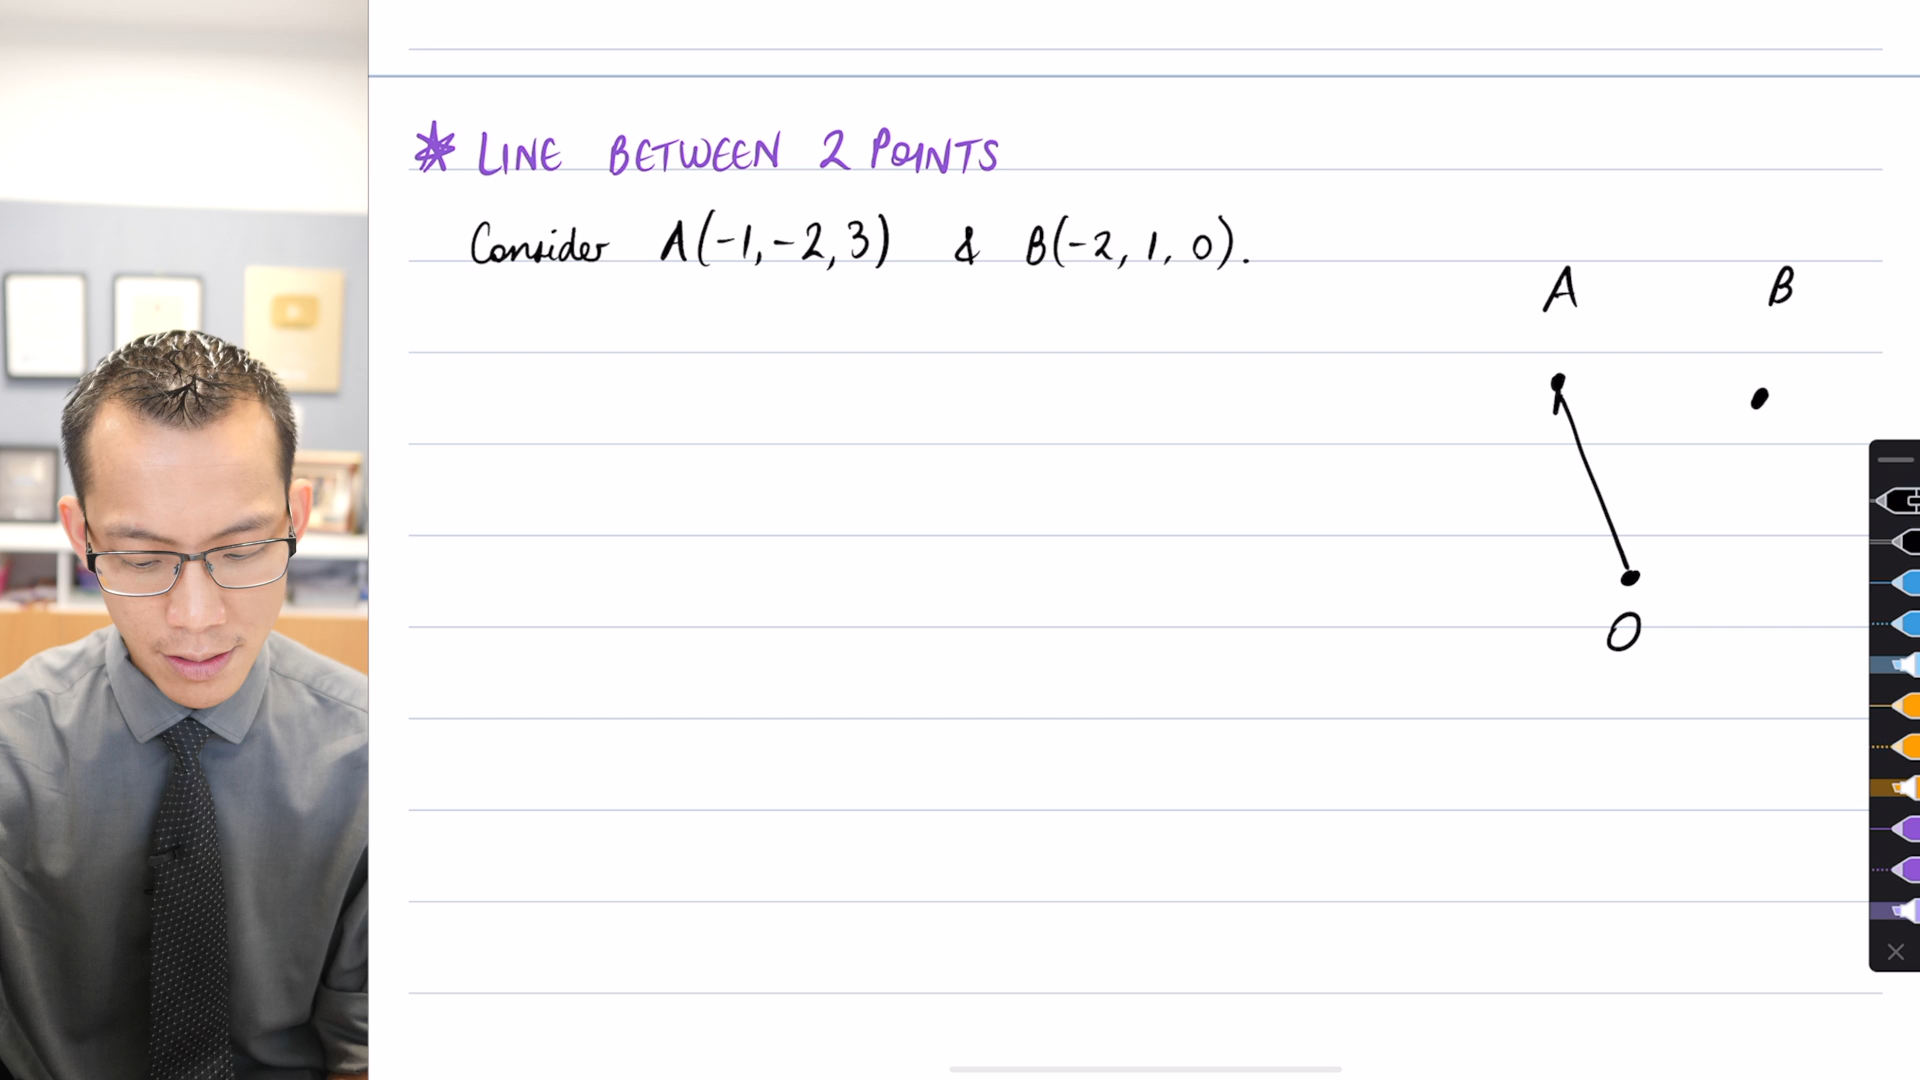 * LINE BETWEEN 2 POINTS
Consider A(-1,-2,3) & B(-2,1,0).
A B
O